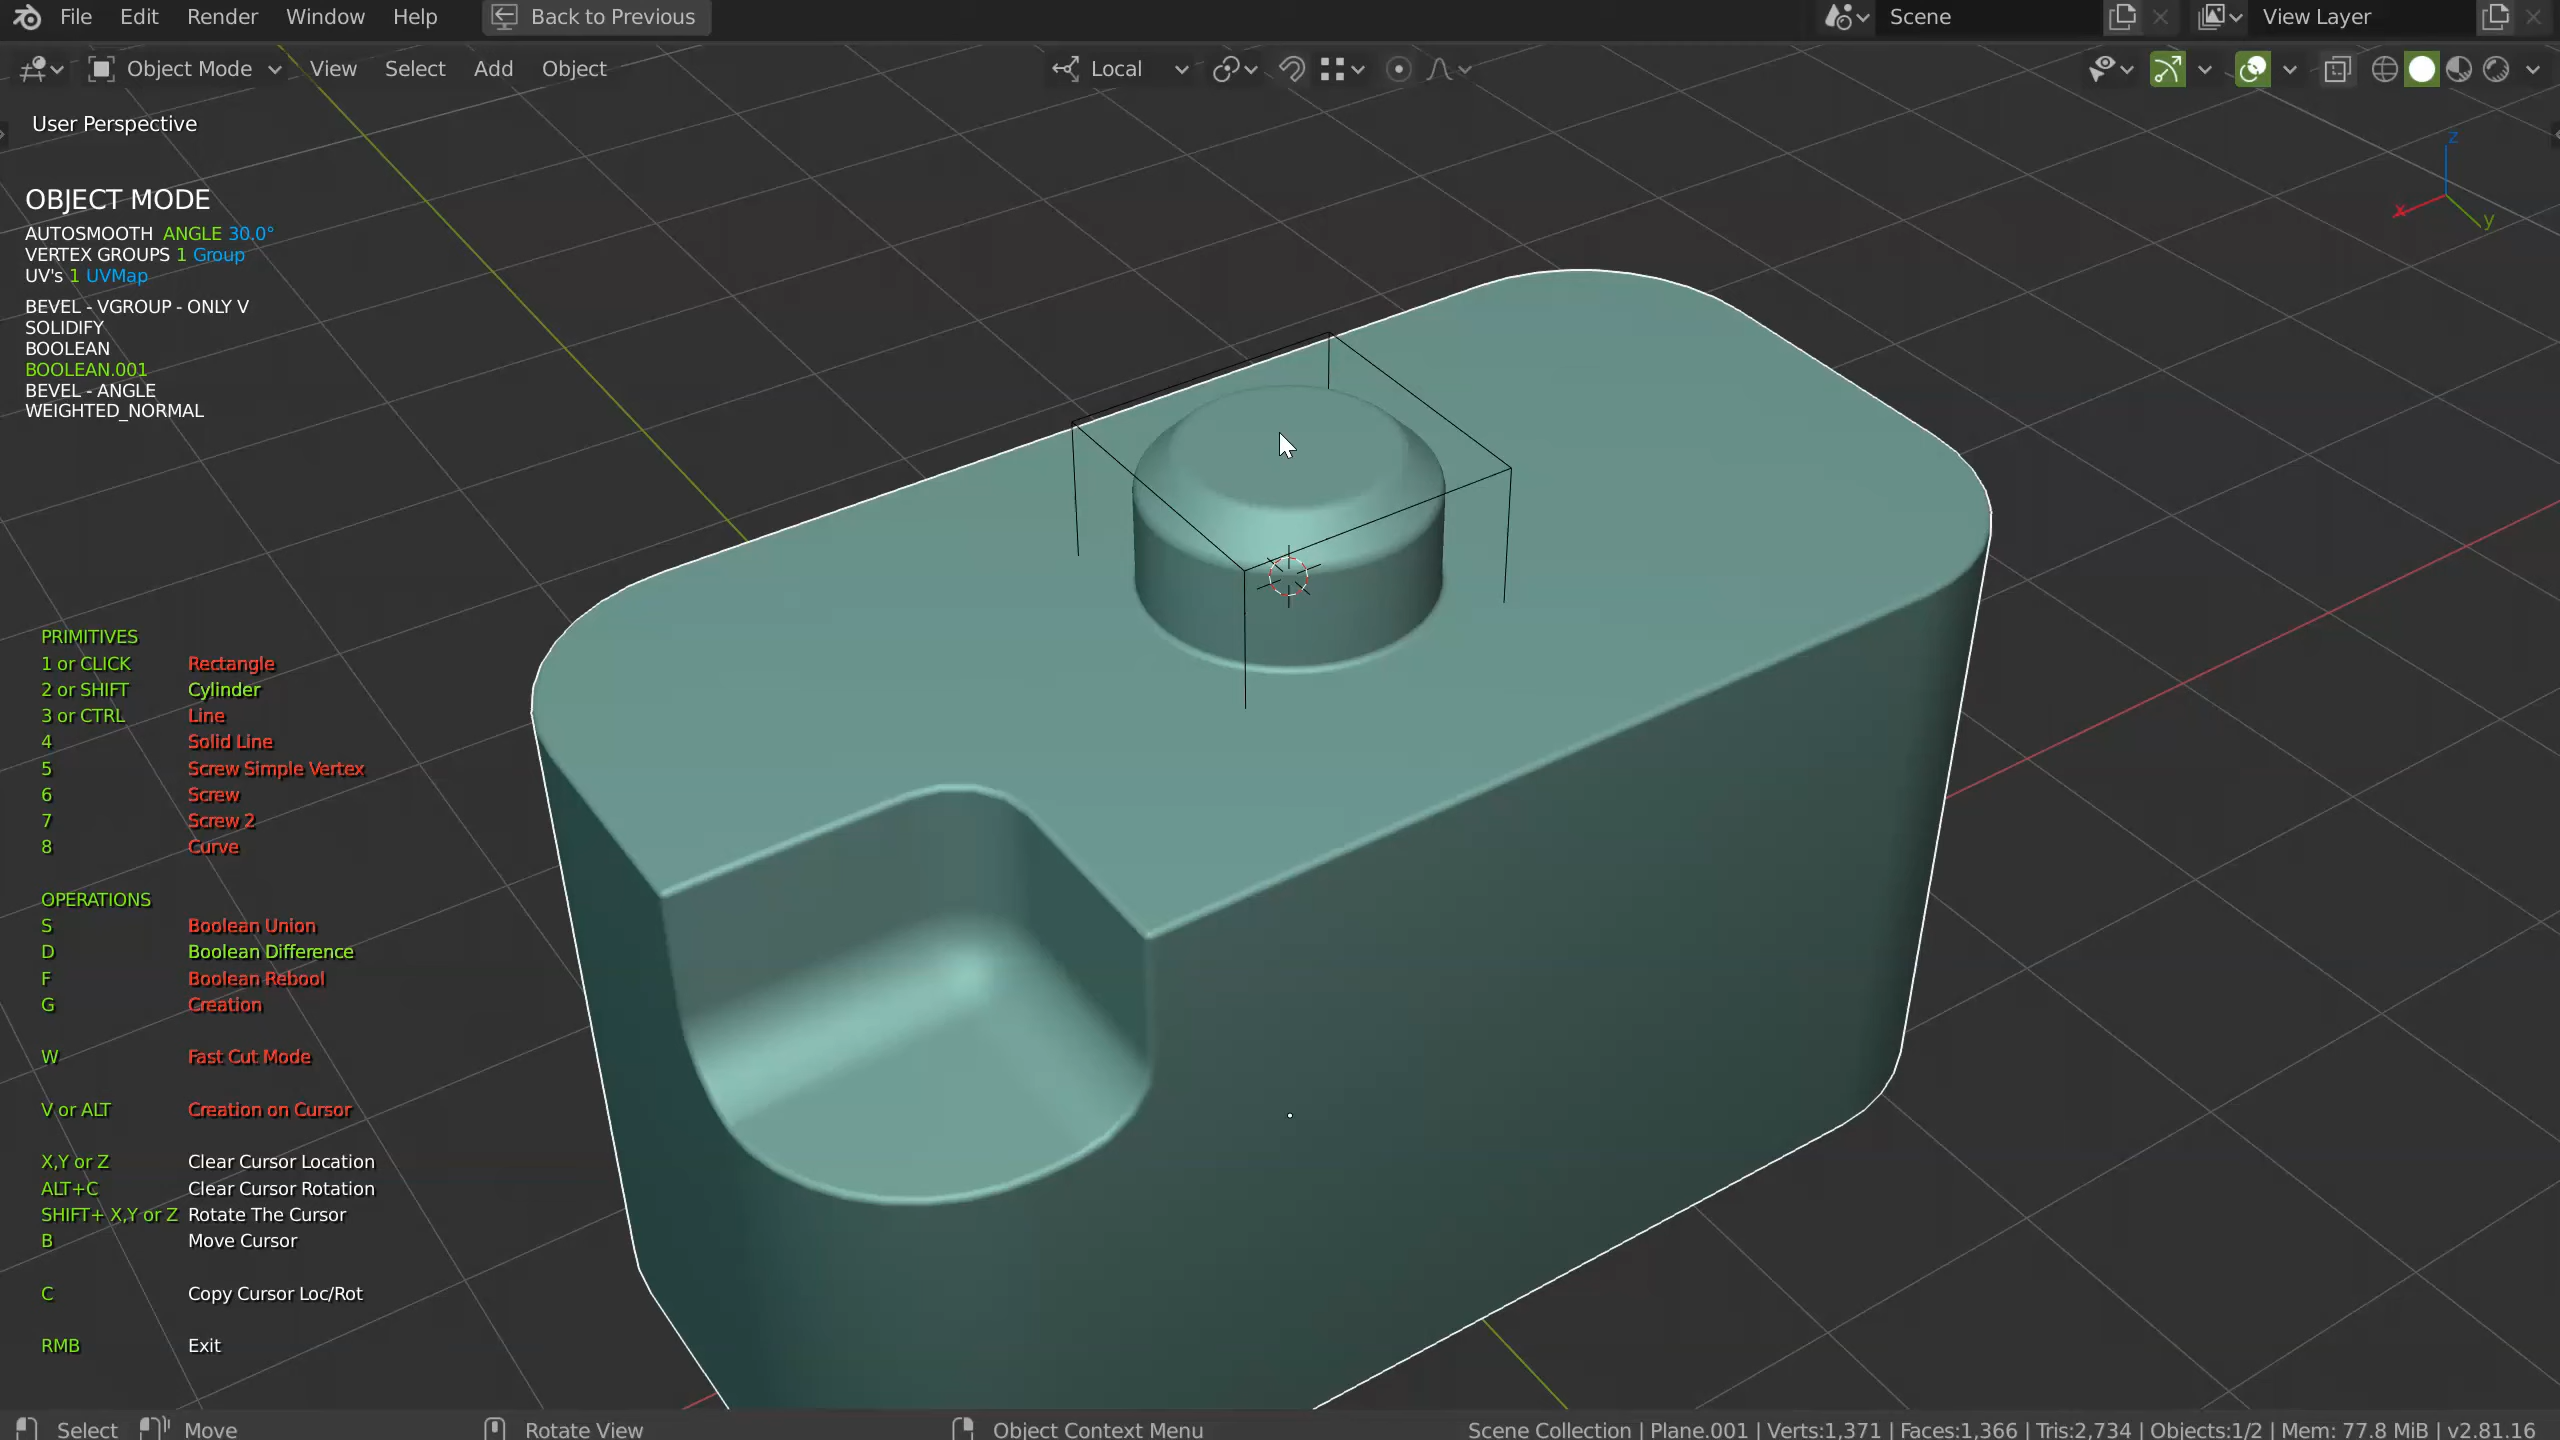 File Edit Render Window Help Back to Previous Scene View Layer
Object Mode View Select Add Object Local
User Perspective
z
x
y
OBJECT MODE
AUTOSMOOTH ANGLE 30.0°
VERTEX GROUPS 1 Group
UV's 1 UVMap
BEVEL - VGROUP - ONLY V
SOLIDIFY
BOOLEAN
BOOLEAN.001
BEVEL - ANGLE
WEIGHTED_NORMAL
PRIMITIVES
1 or CLICK Rectangle
2 or SHIFT Cylinder
3 or CTRL Line
4 Solid Line
5 Screw Simple Vertex
6 Screw
7 Screw 2
8 Curve
OPERATIONS
S Boolean Union
D Boolean Difference
F Boolean Rebool
G Creation
W Fast Cut Mode
V or ALT Creation on Cursor
X,Y or Z Clear Cursor Location
ALT+C Clear Cursor Rotation
SHIFT+ X,Y or Z Rotate The Cursor
B Move Cursor
C Copy Cursor Loc/Rot
RMB Exit
Select Move Rotate View Object Context Menu Scene Collection | Plane.001 | Verts:1,371 | Faces:1,366 | Tris:2,734 | Objects:1/2 | Mem: 77.8 MiB | v2.81.16